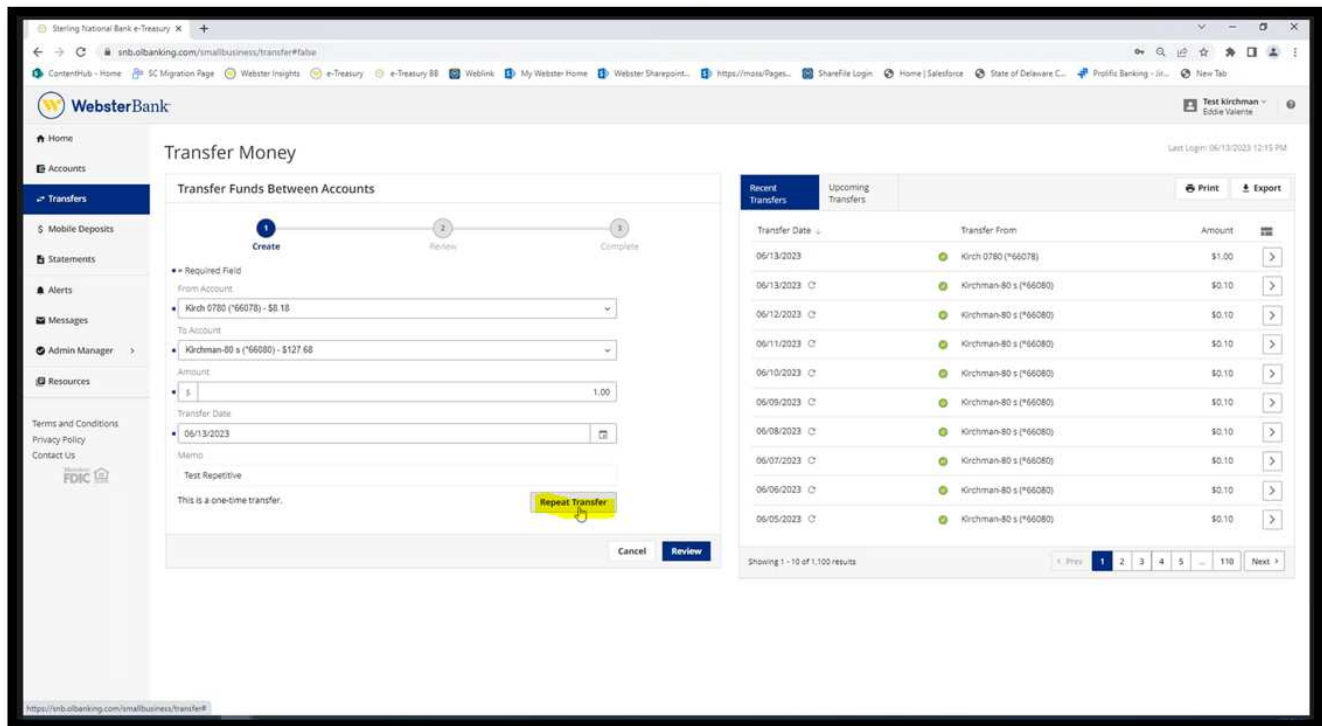 Sterling National Bank e-Treasury
snb.olbanking.com/smallbusiness/transfer#false
ContentHub - Home SC Migration Page Webster Insights e-Treasury e-Treasury BB Weblink My Webster Home Webster Sharepoint... https://moss/Pages... ShareFile Login Home | Salesforce State of Delaware C... Prolific Banking - Jir... New Tab
WebsterBank
Test kirchman
Eddie Valente
Home
Accounts
Transfers
Mobile Deposits
Statements
Alerts
Messages
Admin Manager >
Resources
Terms and Conditions
Privacy Policy
Contact Us
Member
FDIC
Transfer Money
Last Login: 06/13/2023 12:15 PM
Transfer Funds Between Accounts
1 2 3
Create Review Complete
• = Required Field
From Account
Kirch 0780 (*66078) - $8.18
To Account
Kirchman-80 s (*66080) - $127.68
Amount
$ 1.00
Transfer Date
06/13/2023
Memo
Test Repetitive
This is a one-time transfer.
Repeat Transfer
Cancel Review
Recent Transfers
Upcoming Transfers
Print Export
Transfer Date Transfer From Amount
06/13/2023 Kirch 0780 (*66078) $1.00
06/13/2023 Kirchman-80 s (*66080) $0.10
06/12/2023 Kirchman-80 s (*66080) $0.10
06/11/2023 Kirchman-80 s (*66080) $0.10
06/10/2023 Kirchman-80 s (*66080) $0.10
06/09/2023 Kirchman-80 s (*66080) $0.10
06/08/2023 Kirchman-80 s (*66080) $0.10
06/07/2023 Kirchman-80 s (*66080) $0.10
06/06/2023 Kirchman-80 s (*66080) $0.10
06/05/2023 Kirchman-80 s (*66080) $0.10
Showing 1 - 10 of 1,100 results
< Prev 1 2 3 4 5 ... 110 Next >
https://snb.olbanking.com/smallbusiness/transfer#